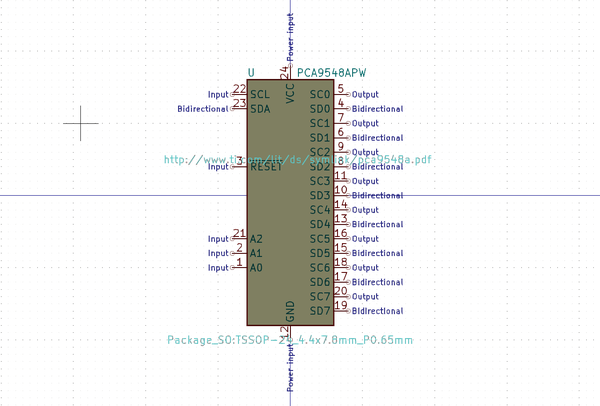 Power input
24
U PCA9548APW
VCC
Input 22 SCL SC0 5 Output
Bidirectional 23 SDA SD0 4 Bidirectional
SC1 7 Output
SD1 6 Bidirectional
SC2 9 Output
http://www.ti.com/lit/ds/symlink/pca9548a.pdf
Input 3 RESET SD2 8 Bidirectional
SC3 11 Output
SD3 10 Bidirectional
SC4 14 Output
SD4 13 Bidirectional
Input 21 A2 SC5 16 Output
Input 2 A1 SD5 15 Bidirectional
Input 1 A0 SC6 18 Output
SD6 17 Bidirectional
SC7 20 Output
GND SD7 19 Bidirectional
12
Package_SO:TSSOP-24_4.4x7.8mm_P0.65mm
Power input